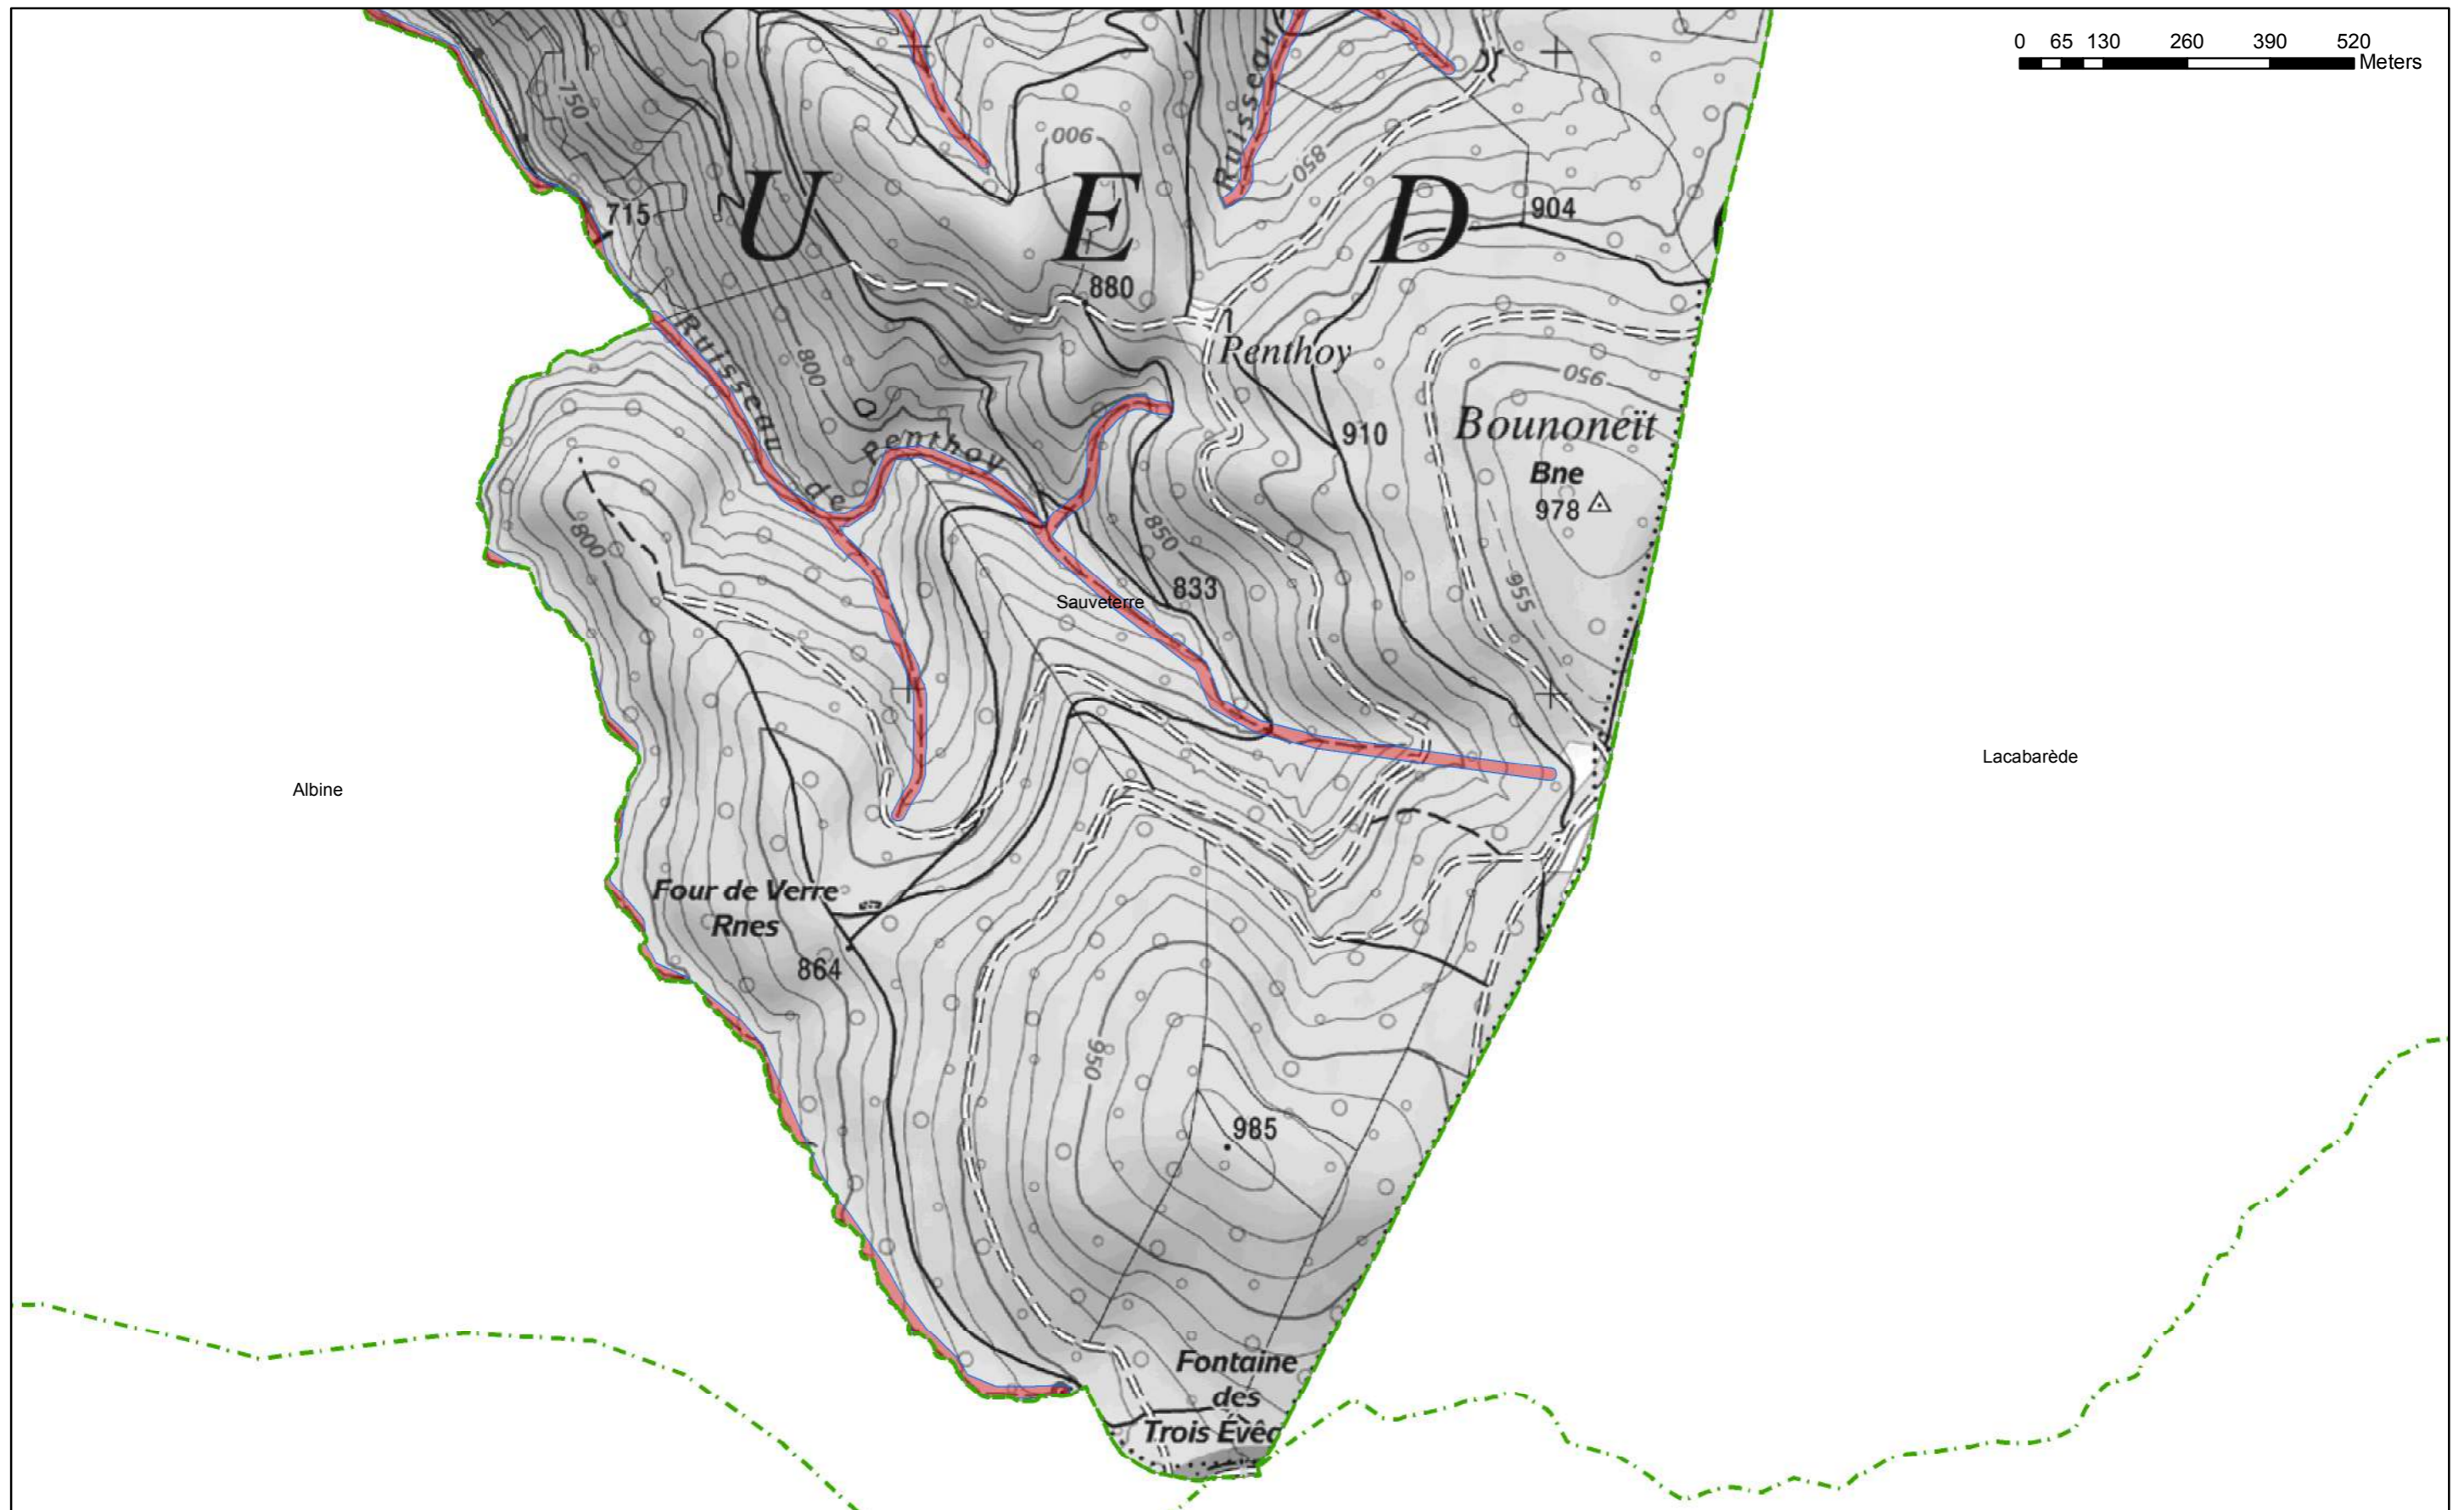 0 65 130 260 390 520
Meters
Ruisseau
750
900
850
U E D
715
904
880
Ruisseau de Penthoy
800
Penthoy
950
910
Bounoneït
Bne
978
800
850
955
833
Sauveterre
Albine
Lacabarède
Four de Verre
Rnes
864
950
985
Fontaine
des
Trois Évêc